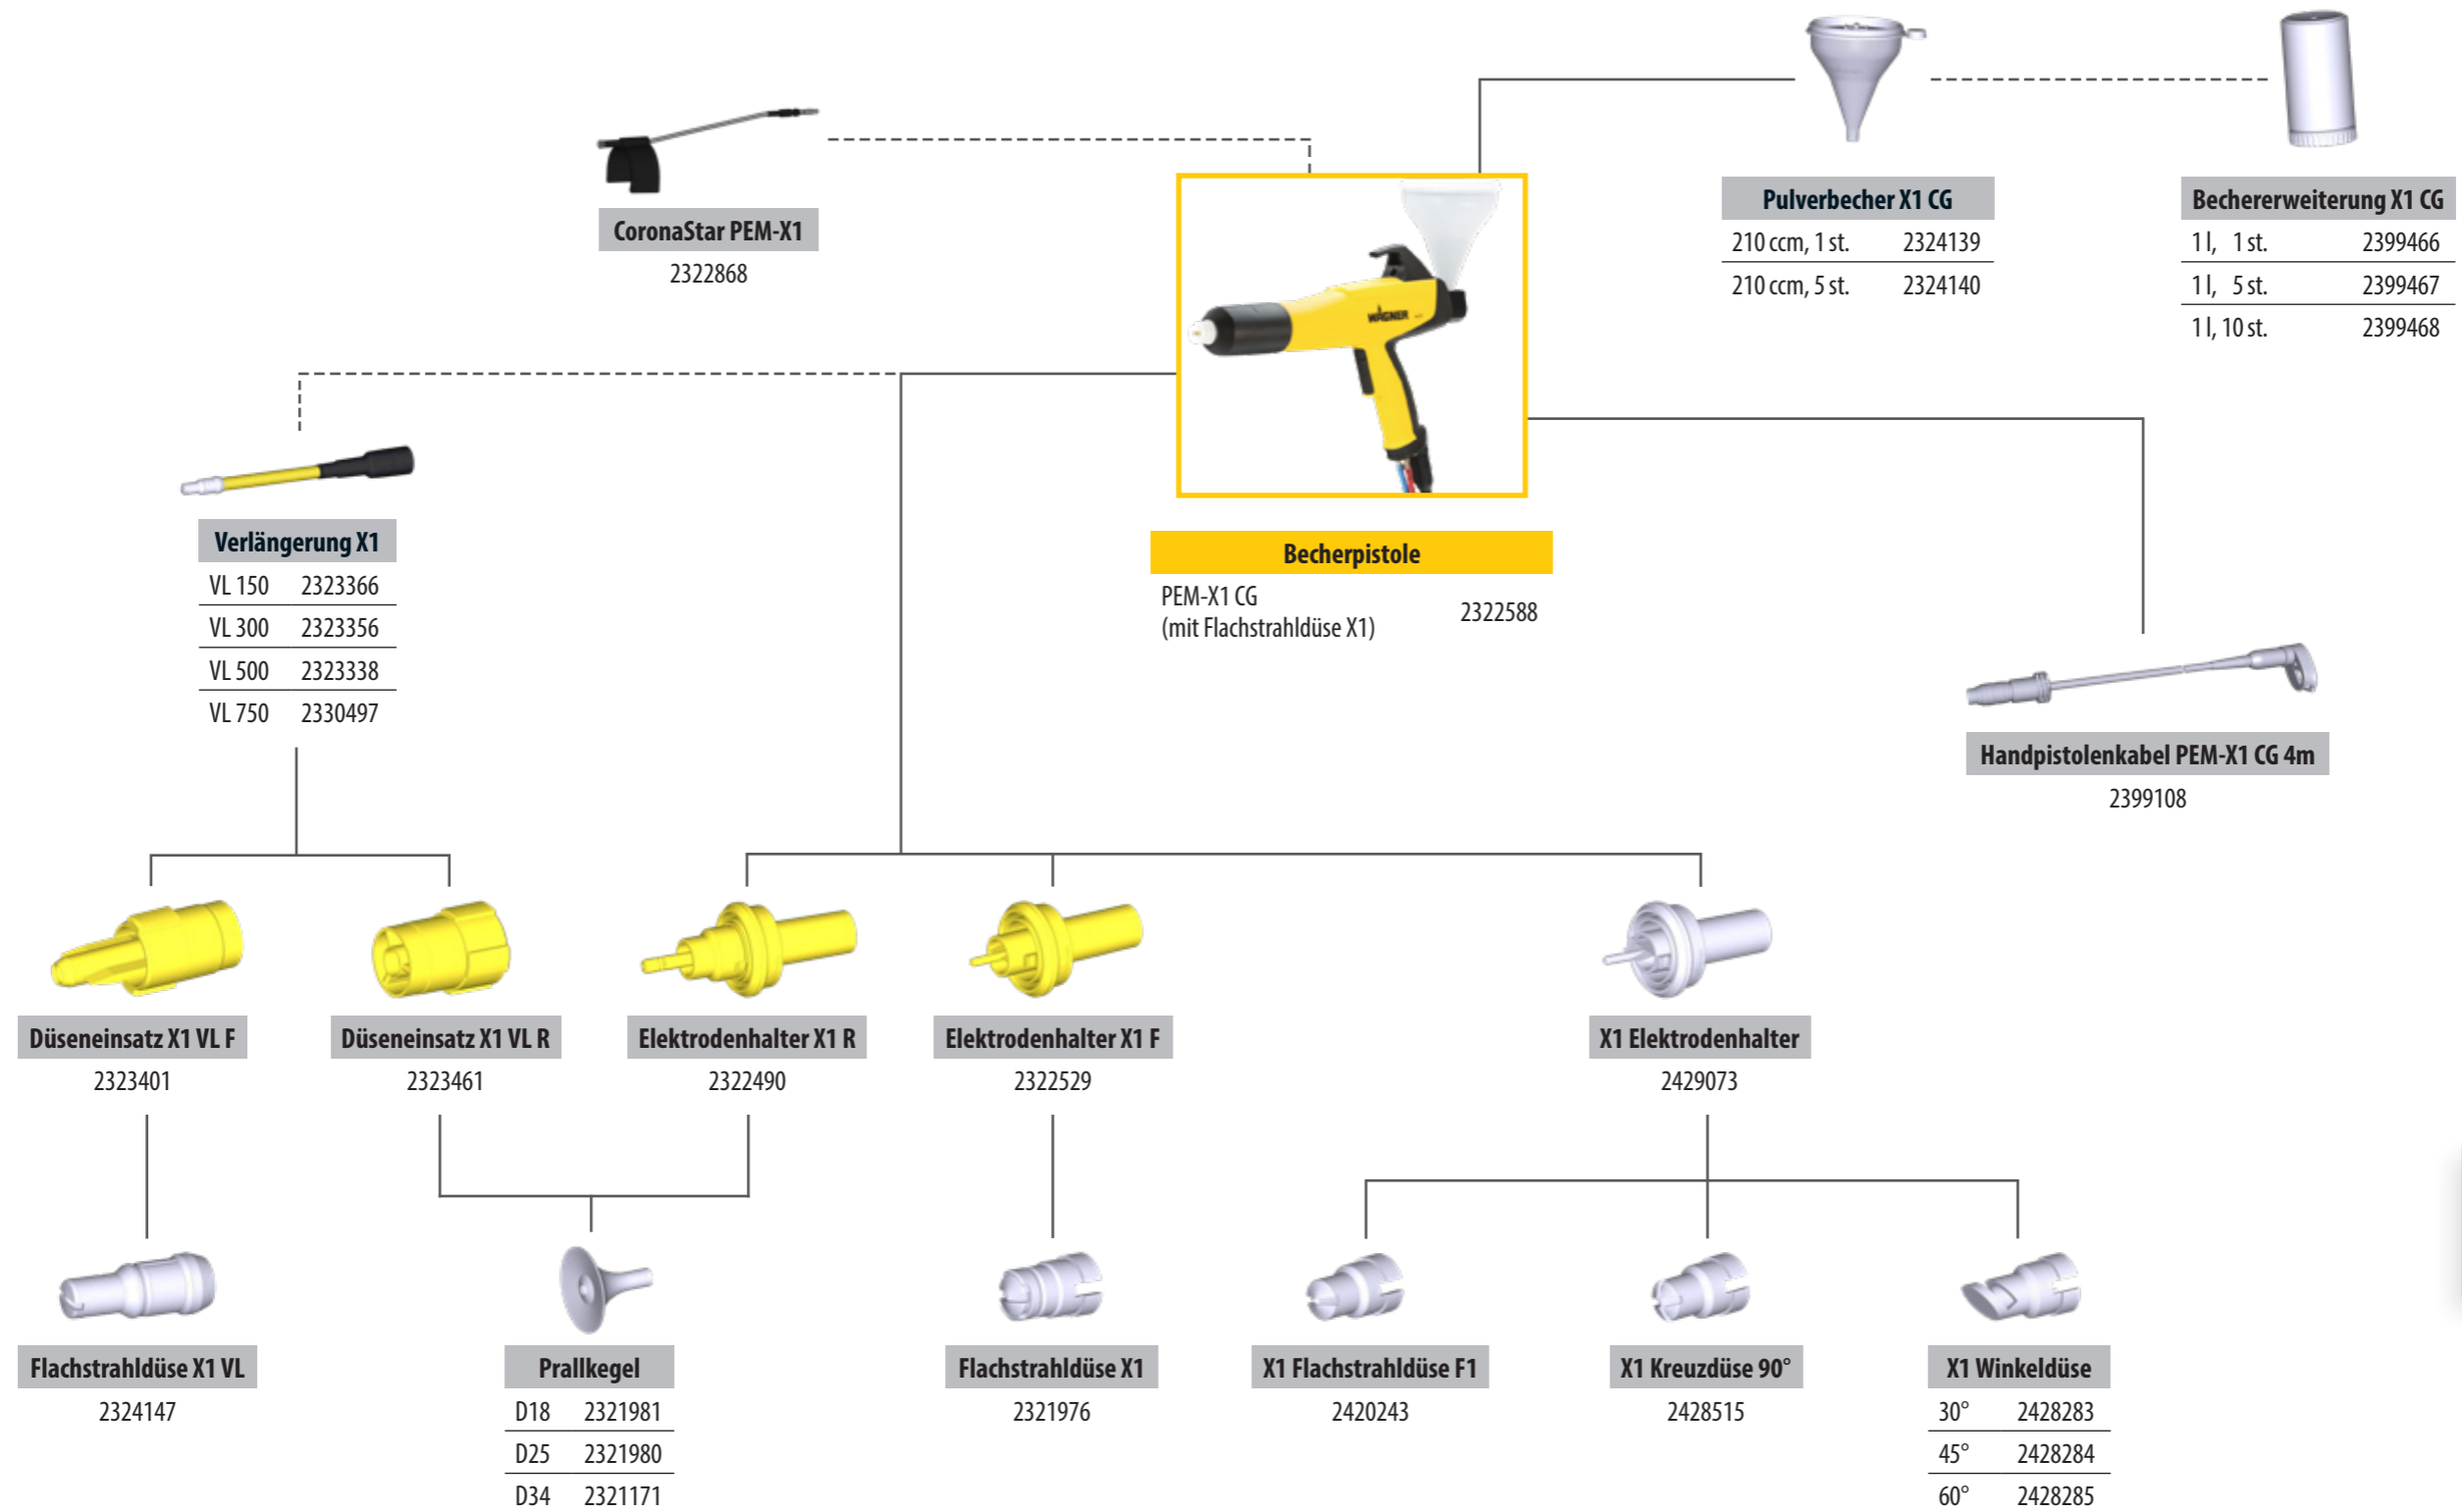 CoronaStar PEM-X1
2322868
Pulverbecher X1 CG
210 ccm, 1 st. 2324139
210 ccm, 5 st. 2324140
Bechererweiterung X1 CG
1 l, 1 st. 2399466
1 l, 5 st. 2399467
1 l, 10 st. 2399468
WAGNER
Verlängerung X1
VL 150 2323366
VL 300 2323356
VL 500 2323338
VL 750 2330497
Becherpistole
PEM-X1 CG
(mit Flachstrahldüse X1) 2322588
Handpistolenkabel PEM-X1 CG 4m
2399108
Düseneinsatz X1 VL F
2323401
Düseneinsatz X1 VL R
2323461
Elektrodenhalter X1 R
2322490
Elektrodenhalter X1 F
2322529
X1 Elektrodenhalter
2429073
Flachstrahldüse X1 VL
2324147
Prallkegel
D18 2321981
D25 2321980
D34 2321171
Flachstrahldüse X1
2321976
X1 Flachstrahldüse F1
2420243
X1 Kreuzdüse 90°
2428515
X1 Winkeldüse
30° 2428283
45° 2428284
60° 2428285